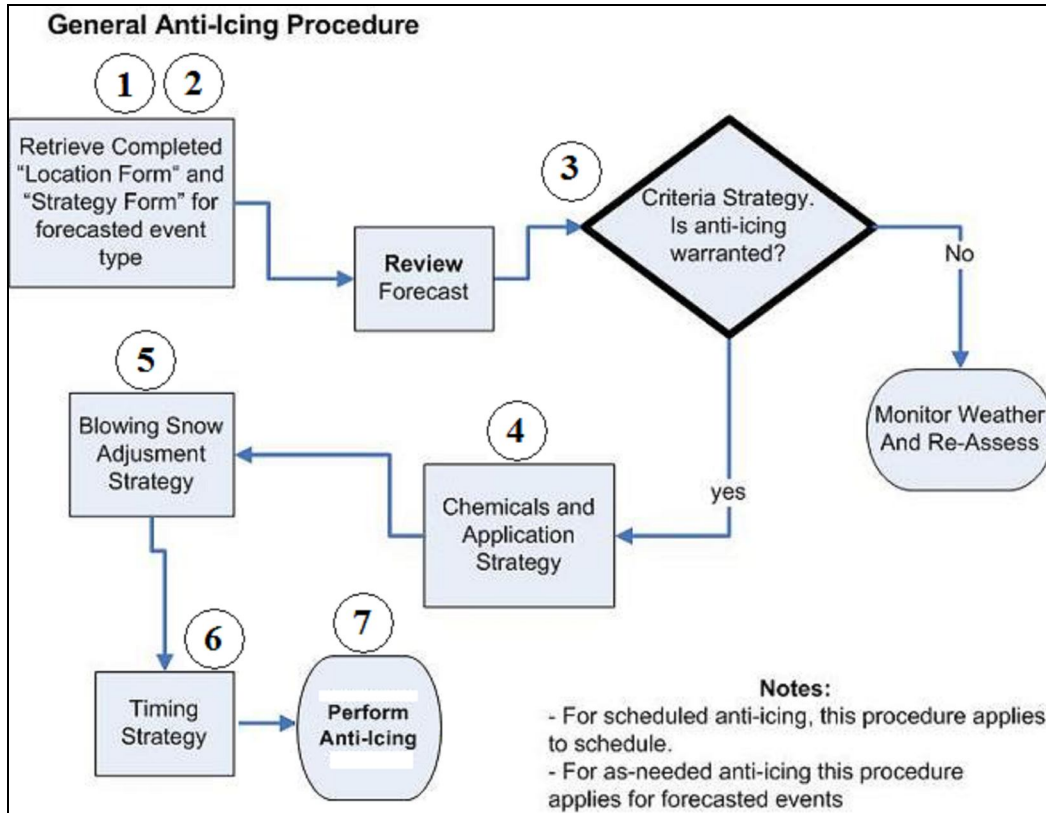 General Anti-Icing Procedure
1
2
Retrieve Completed
“Location Form“ and
“Strategy Form” for
forecasted event
type
Review
Forecast
3
Criteria Strategy.
Is anti-icing
warranted?
No
Monitor Weather
And Re-Assess
yes
4
Chemicals and
Application
Strategy
5
Blowing Snow
Adjusment
Strategy
6
Timing
Strategy
7
Perform
Anti-Icing
Notes:
- For scheduled anti-icing, this procedure applies
to schedule.
- For as-needed anti-icing this procedure
applies for forecasted events